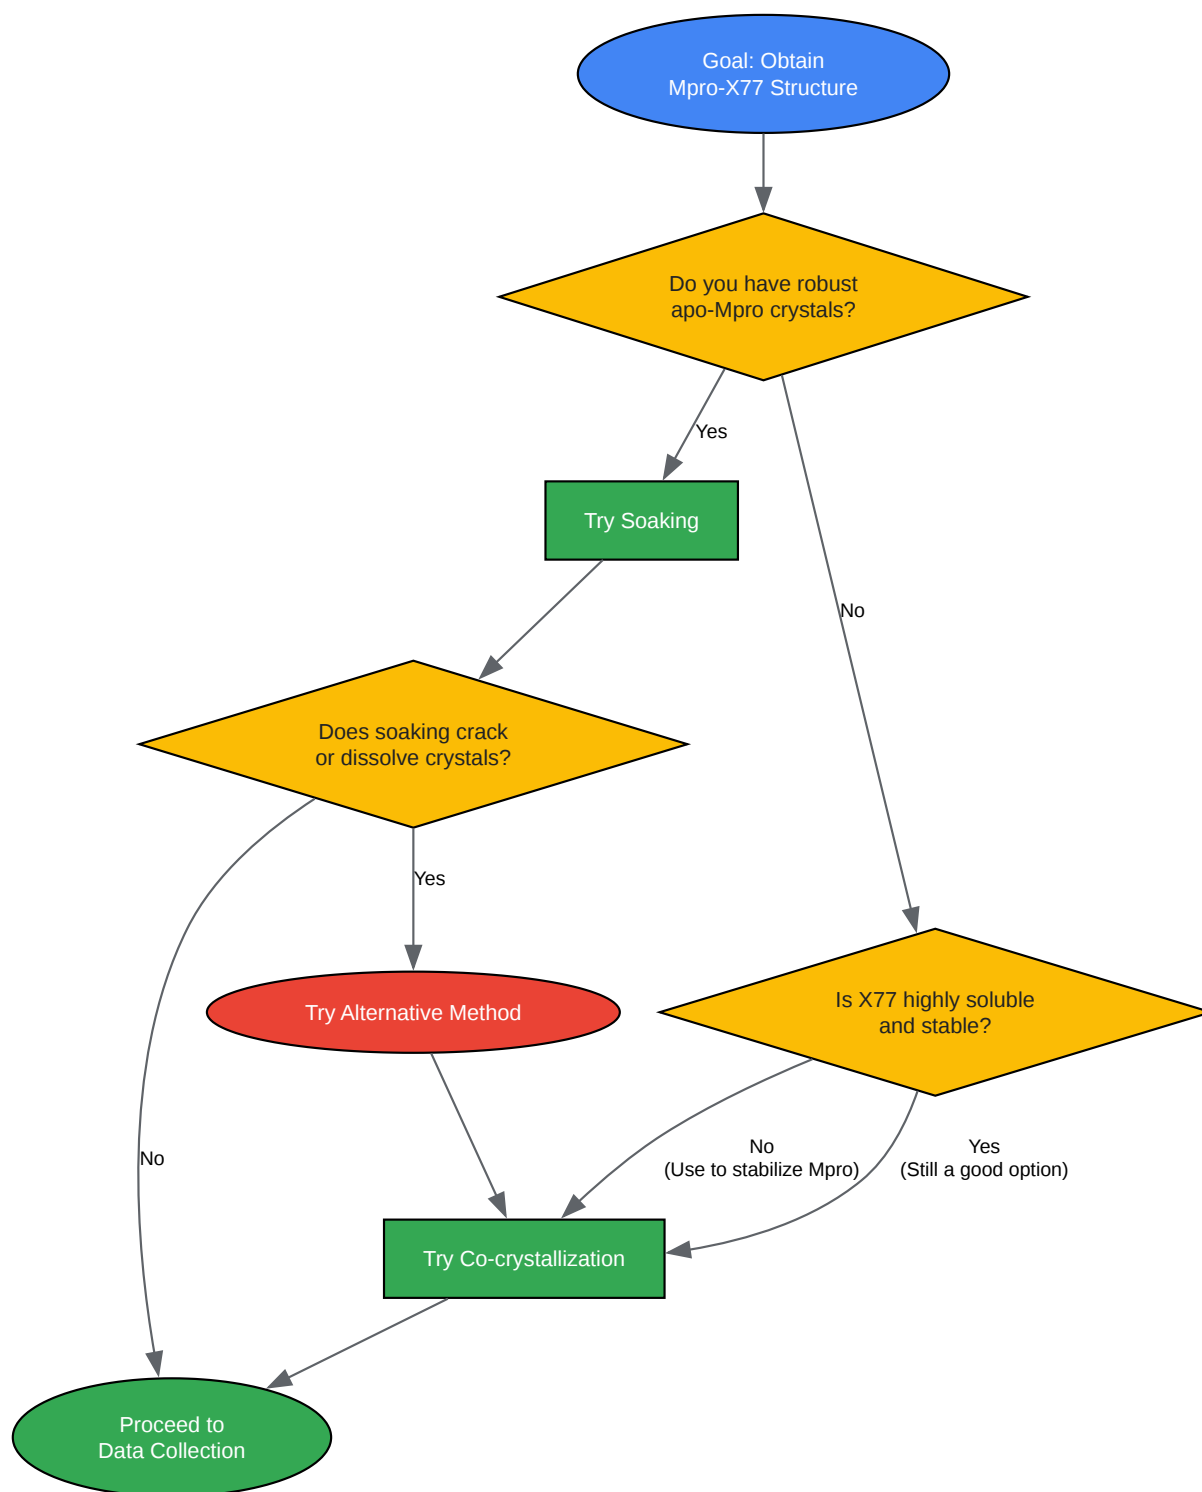 Goal: Obtain
Mpro-X77 Structure
Do you have robust
apo-Mpro crystals?
Yes
Try Soaking
No
Does soaking crack
or dissolve crystals?
Yes
Try Alternative Method
Is X77 highly soluble
and stable?
No
No
(Use to stabilize Mpro)
Yes
(Still a good option)
Try Co-crystallization
Proceed to
Data Collection